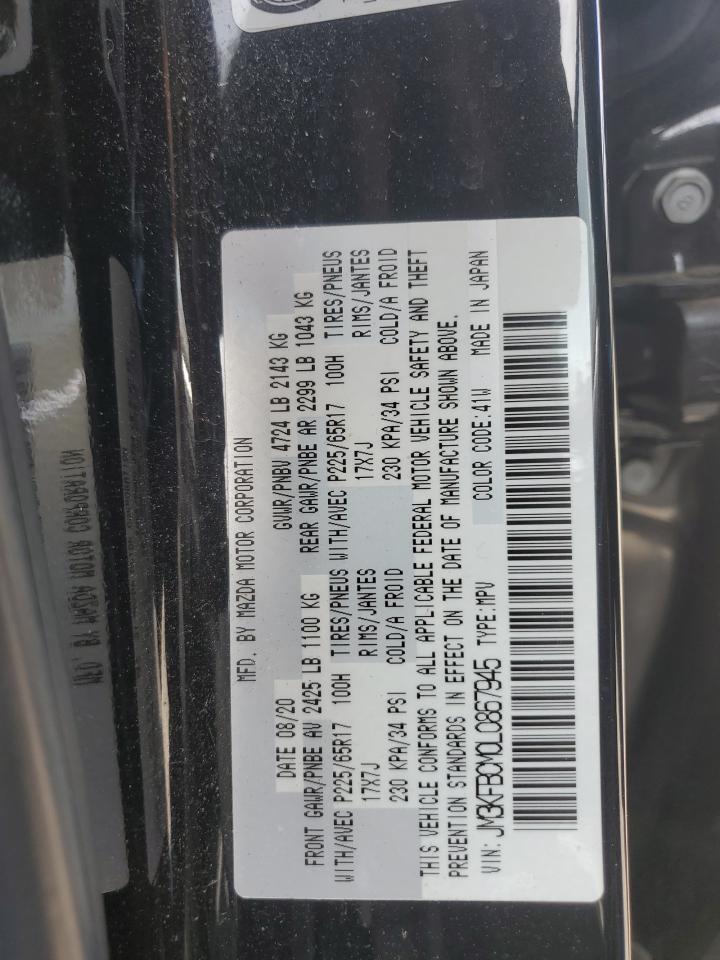 MFD. BY MAZDA MOTOR CORPORATION
DATE 08/20 GVWR/PNBV 4724 LB 2143 KG
FRONT GAWR/PNBE AV 2425 LB 1100 KG REAR GAWR/PNBE AR 2299 LB 1043 KG
WITH/AVEC P225/65R17 100H TIRES/PNEUS WITH/AVEC P225/65R17 100H TIRES/PNEUS
17X7J RIMS/JANTES 17X7J RIMS/JANTES
230 KPA/34 PSI COLD/A FROID 230 KPA/34 PSI COLD/A FROID
THIS VEHICLE CONFORMS TO ALL APPLICABLE FEDERAL MOTOR VEHICLE SAFETY AND THEFT
PREVENTION STANDARDS IN EFFECT ON THE DATE OF MANUFACTURE SHOWN ABOVE.
VIN: JM3KFBCM0L0867945 TYPE:MPV COLOR CODE:41W MADE IN JAPAN